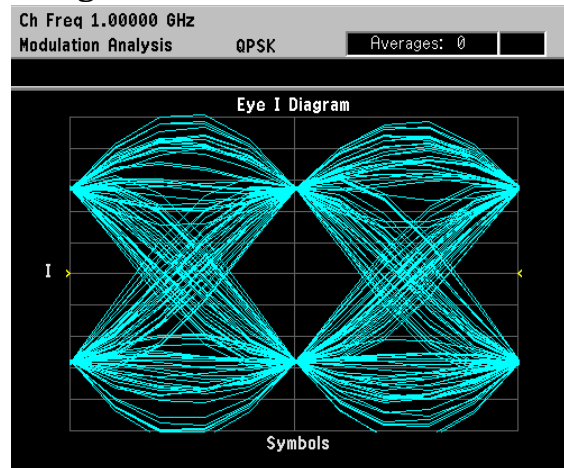 Ch Freq 1.00000 GHz
Modulation Analysis QPSK Averages: 0
Eye I Diagram
I
Symbols